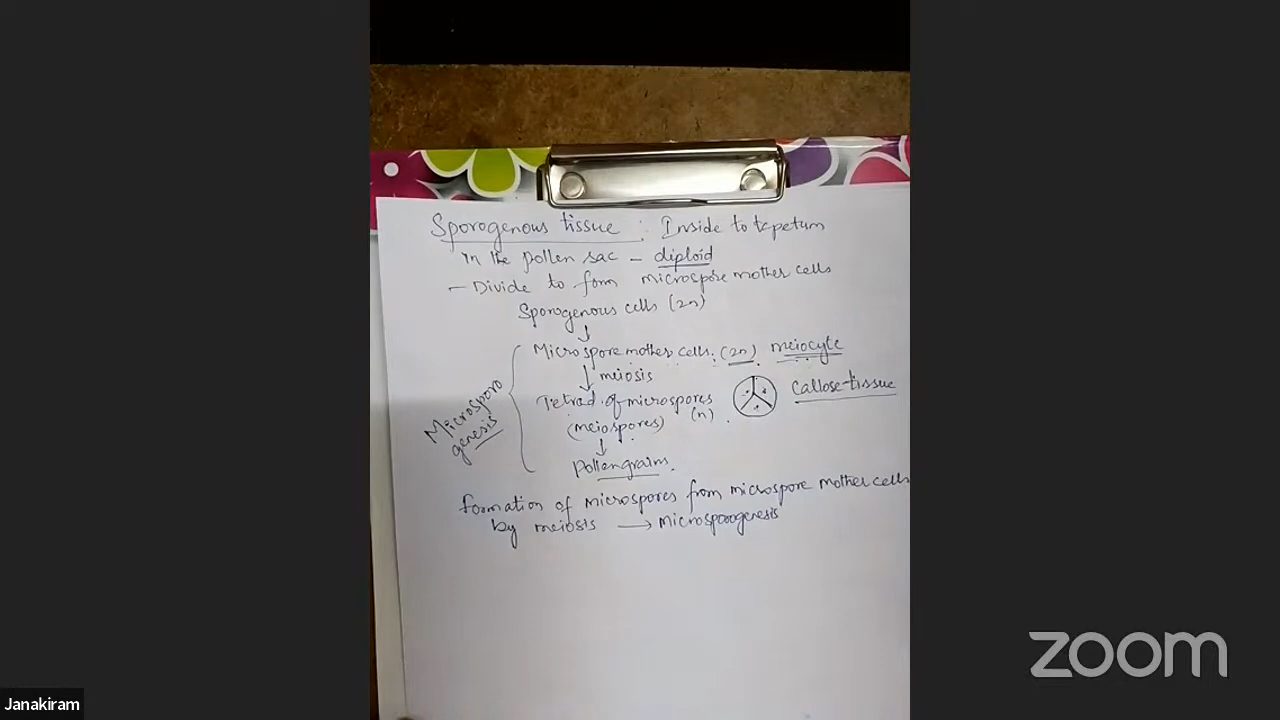 Sporogenous tissue : Inside to tapetum
in the pollen sac - diploid
- Divide to form microspore mother cells
Sporogenous cells (2n)
Microspore mother cells. (2n) meiocyte
meiosis
Tetrad of microspores
(meiospores) (n)
callose-tissue
Microsporo
genesis
pollengrains.
Formation of microspores from microspore mother cells
by meiosis → microsporogenesis
zoom
Janakiram